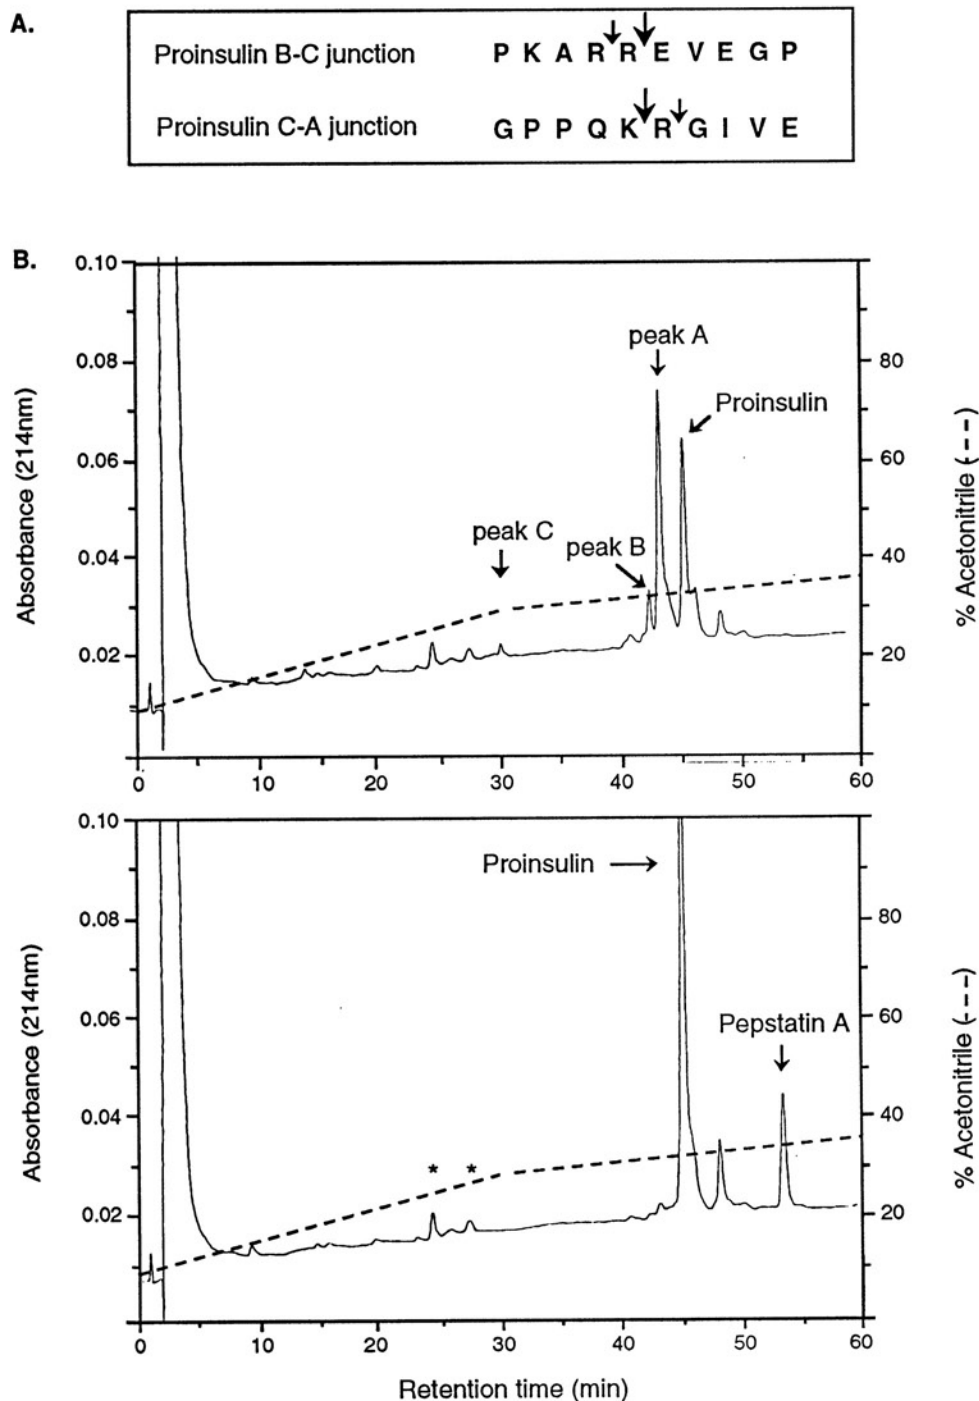 A.
Proinsulin B-C junction P K A R R E V E G P
Proinsulin C-A junction G P P Q K R G I V E
B.
0.10
0.08
0.06
0.04
0.02
Absorbance (214nm)
peak A
Proinsulin
peak C
peak B
80
60
40
20
% Acetonitrile (---)
0 10 20 30 40 50 60
0.10
0.08
0.06
0.04
0.02
Absorbance (214nm)
Proinsulin
Pepstatin A
* *
80
60
40
20
% Acetonitrile (---)
0 10 20 30 40 50 60
Retention time (min)